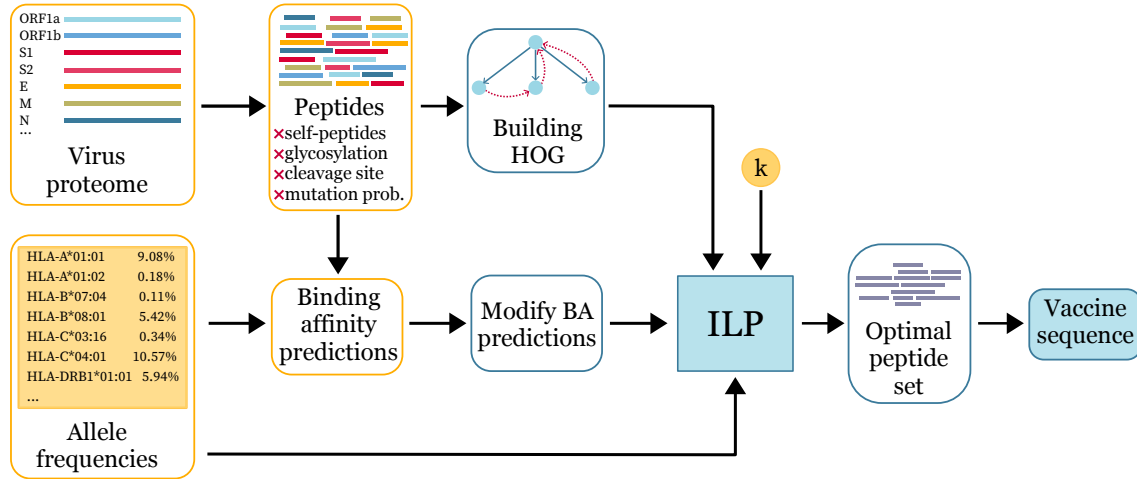 ORF1a
ORF1b
S1
S2
E
M
N
...
Virus
proteome
Peptides
×self-peptides
×glycosylation
×cleavage site
×mutation prob.
Building
HOG
k
HLA-A*01:01 9.08%
HLA-A*01:02 0.18%
HLA-B*07:04 0.11%
HLA-B*08:01 5.42%
HLA-C*03:16 0.34%
HLA-C*04:01 10.57%
HLA-DRB1*01:01 5.94%
...
Allele
frequencies
Binding
affinity
predictions
Modify BA
predictions
ILP
Optimal
peptide
set
Vaccine
sequence